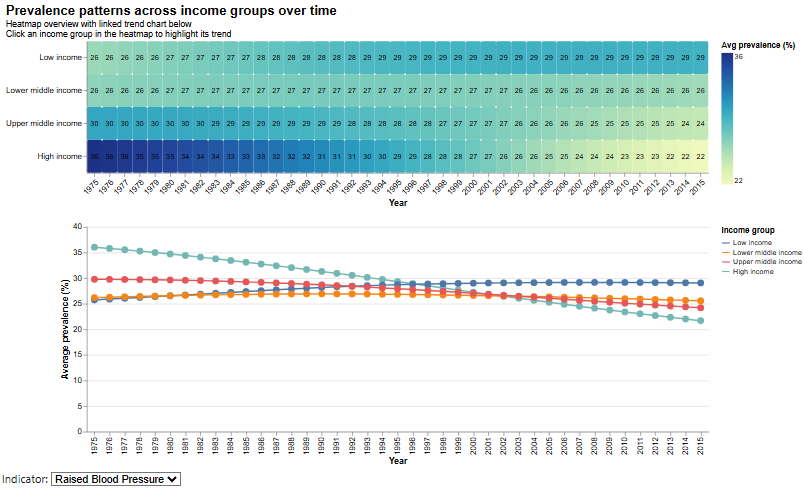 Prevalence patterns across income groups over time
Heatmap overview with linked trend chart below
Click an income group in the heatmap to highlight its trend
Low income 26 26 26 26 26 27 27 27 27 27 27 28 28 28 28 28 28 28 29 29 29 29 29 29 29 29 29 29 29 29 29 29 29 29 29 29 29 29 29 29 29
Lower middle income 26 26 26 26 26 27 27 27 27 27 27 27 27 27 27 27 27 27 27 27 27 27 27 27 27 27 27 27 26 26 26 26 26 26 26 26 26 26 26 26 26
Upper middle income 30 30 30 30 30 30 30 30 29 29 29 29 29 29 29 29 29 28 28 28 28 28 28 27 27 27 27 27 27 26 26 26 26 25 25 25 25 25 25 24 24
High income 36 36 36 35 35 35 34 34 34 33 33 33 32 32 32 31 31 31 30 30 29 29 28 28 28 27 27 26 26 26 25 25 24 24 24 23 23 23 22 22 22
1975 1976 1977 1978 1979 1980 1981 1982 1983 1984 1985 1986 1987 1988 1989 1990 1991 1992 1993 1994 1995 1996 1997 1998 1999 2000 2001 2002 2003 2004 2005 2006 2007 2008 2009 2010 2011 2012 2013 2014 2015
Year
Avg prevalence (%)
36
22
Average prevalence (%)
40
35
30
25
20
15
10
5
0
1975 1976 1977 1978 1979 1980 1981 1982 1983 1984 1985 1986 1987 1988 1989 1990 1991 1992 1993 1994 1995 1996 1997 1998 1999 2000 2001 2002 2003 2004 2005 2006 2007 2008 2009 2010 2011 2012 2013 2014 2015
Year
Income group
Low income
Lower middle income
Upper middle income
High income
Indicator: Raised Blood Pressure